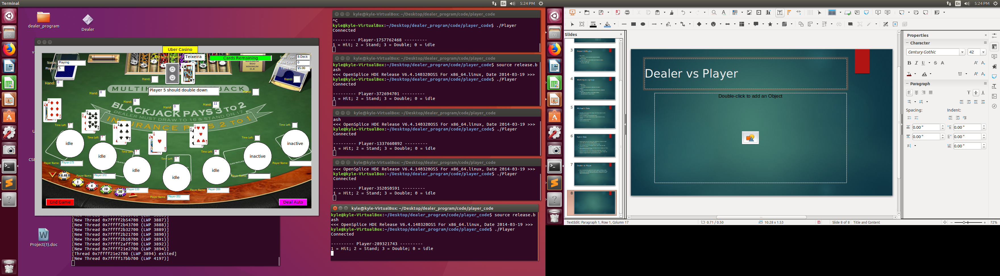 Terminal
En
5:24 PM
dealer_program
Dealer
Uber Casino
Status:
Playing
Players:
5
Dealer Name:
Teixeira
Cards Remaining
Shoe Type:
8-Deck
Table Count:
0
Table Min:
$5.00
MAXIMUM
500
MINIMUM
0.4
Hand:
0
Hand:
Hand:
Hand:
0
Player 5 should double down
Hand:
Hand:
0
Hand:
0
Hand:
11
BLACKJACK PAYS 3 TO 2
DEALER MUST DRAW TO 16 & STAND ON 17
INSURANCE PAYS 2 TO 1
Time Left:
7
Time Left:
7
Time Left:
7
Time Left:
7
Time Left:
4
Time Left:
Time Left:
idle
idle
idle
idle
idle
inactive
inactive
Player Name:
Player-175
Player Name:
Player-372
Player-133
Player Name:
Player-352
Player Name:
Player-289
Player Name:
Player Name:
0.40
1
4
10
20
End Game
Deal Auto
[New Thread 0x7ffff2b54700 (LWP 3887)]
[New Thread 0x7ffff2b43700 (LWP 3888)]
[New Thread 0x7ffff2b32700 (LWP 3889)]
[New Thread 0x7ffff2b21700 (LWP 3890)]
[New Thread 0x7ffff2b10700 (LWP 3891)]
[New Thread 0x7ffff2aff700 (LWP 3892)]
[New Thread 0x7ffff21e2700 (LWP 3894)]
[Thread 0x7ffff21e2700 (LWP 3894) exited]
[New Thread 0x7ffff17bb700 (LWP 4197)]
Project(1).doc
kyle@kyle-VirtualBox: ~/Desktop/dealer_program/code/player_code
^C
kyle@kyle-VirtualBox:~/Desktop/dealer_program/code/player_code$ ./Player
Connected
--------- Player-1757762468 ---------
1 = Hit; 2 = Stand; 3 = Double; 0 = idle
kyle@kyle-VirtualBox: ~/Desktop/dealer_program/code/player_code
kyle@kyle-VirtualBox:~/Desktop/dealer_program/code/player_code$ source release.b
ash
<<< OpenSplice HDE Release V6.4.140320OSS For x86_64.linux, Date 2014-03-19 >>>
kyle@kyle-VirtualBox:~/Desktop/dealer_program/code/player_code$ ./Player
Connected
--------- Player-372694701 ---------
1 = Hit; 2 = Stand; 3 = Double; 0 = idle
kyle@kyle-VirtualBox: ~/Desktop/dealer_program/code/player_code
ash
<<< OpenSplice HDE Release V6.4.140320OSS For x86_64.linux, Date 2014-03-19 >>>
kyle@kyle-VirtualBox:~/Desktop/dealer_program/code/player_code$ ./Player
Connected
--------- Player-1337660892 ---------
1 = Hit; 2 = Stand; 3 = Double; 0 = idle
kyle@kyle-VirtualBox: ~/Desktop/dealer_program/code/player_code
<<< OpenSplice HDE Release V6.4.140320OSS For x86_64.linux, Date 2014-03-19 >>>
kyle@kyle-VirtualBox:~/Desktop/dealer_program/code/player_code$ ./Player
Connected
--------- Player-352050591 ---------
1 = Hit; 2 = Stand; 3 = Double; 0 = idle
kyle@kyle-VirtualBox: ~/Desktop/dealer_program/code/player_code
kyle@kyle-VirtualBox:~/Desktop/dealer_program/code/player_code$ source release.b
ash
<<< OpenSplice HDE Release V6.4.140320OSS For x86_64.linux, Date 2014-03-19 >>>
kyle@kyle-VirtualBox:~/Desktop/dealer_program/code/player_code$ ./Player
Connected
--------- Player-289321743 ---------
1 = Hit; 2 = Stand; 3 = Double; 0 = idle
En
5:24 PM
Slides
3
Project Difficulty
4
Working as a group
5
Michael's Take
6
Kyle's Take
7
Dealer vs Player
8
Dealer vs Player
Double-click to add an Object
Properties
Character
Century Gothic
42
Paragraph
Spacing:
Indent:
0.00 "
0.00 "
0.00 "
0.00 "
0.00 "
TextEdit: Paragraph 1, Row 1, Column 17
0.71 / 0.50
10.28 x 1.53
Slide 8 of 8
Title and Content
72%